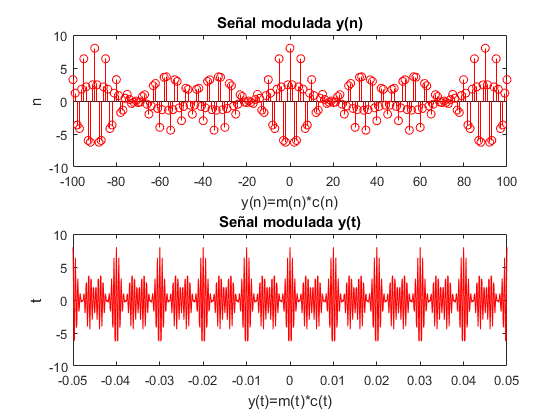 Señal modulada y(n)
10
5
0
-5
-10
n
-100 -80 -60 -40 -20 0 20 40 60 80 100
y(n)=m(n)*c(n)
Señal modulada y(t)
10
5
0
-5
-10
t
-0.05 -0.04 -0.03 -0.02 -0.01 0 0.01 0.02 0.03 0.04 0.05
y(t)=m(t)*c(t)